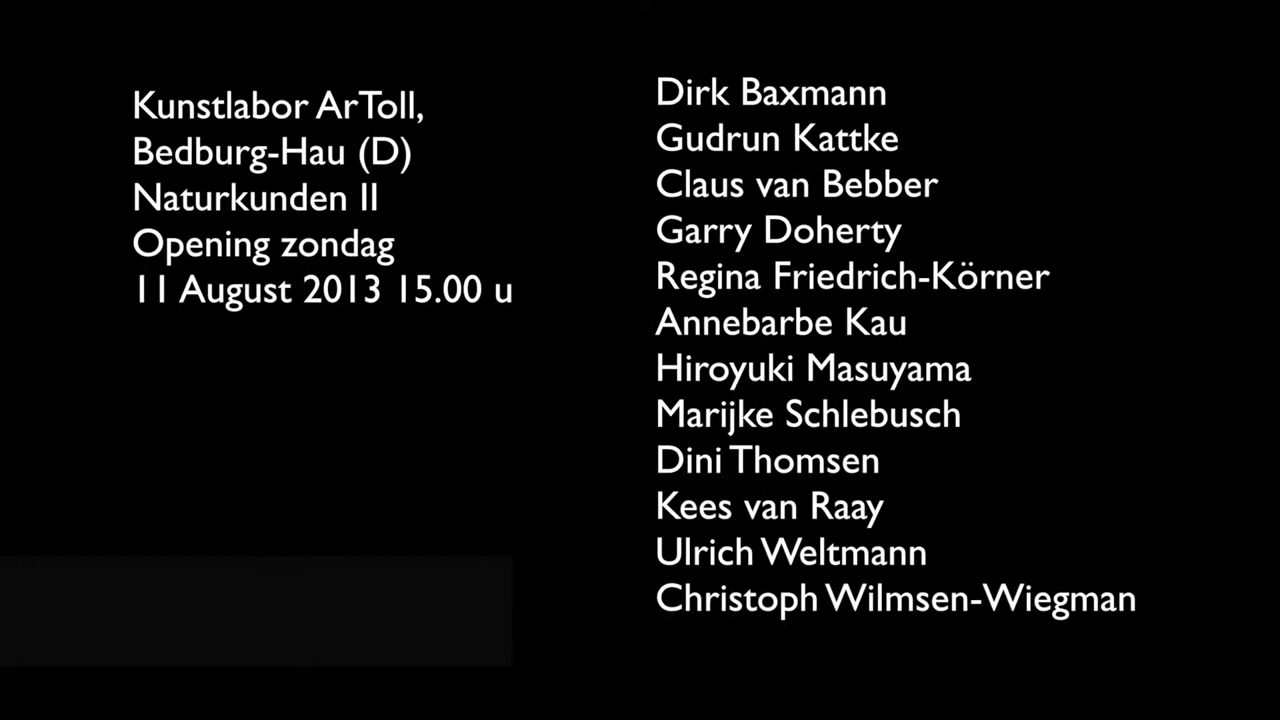 Kunstlabor ArToll,
Bedburg-Hau (D)
Naturkunden II
Opening zondag
11 August 2013 15.00 u
Dirk Baxmann
Gudrun Kattke
Claus van Bebber
Garry Doherty
Regina Friedrich-Körner
Annebarbe Kau
Hiroyuki Masuyama
Marijke Schlebusch
Dini Thomsen
Kees van Raay
Ulrich Weltmann
Christoph Wilmsen-Wiegman